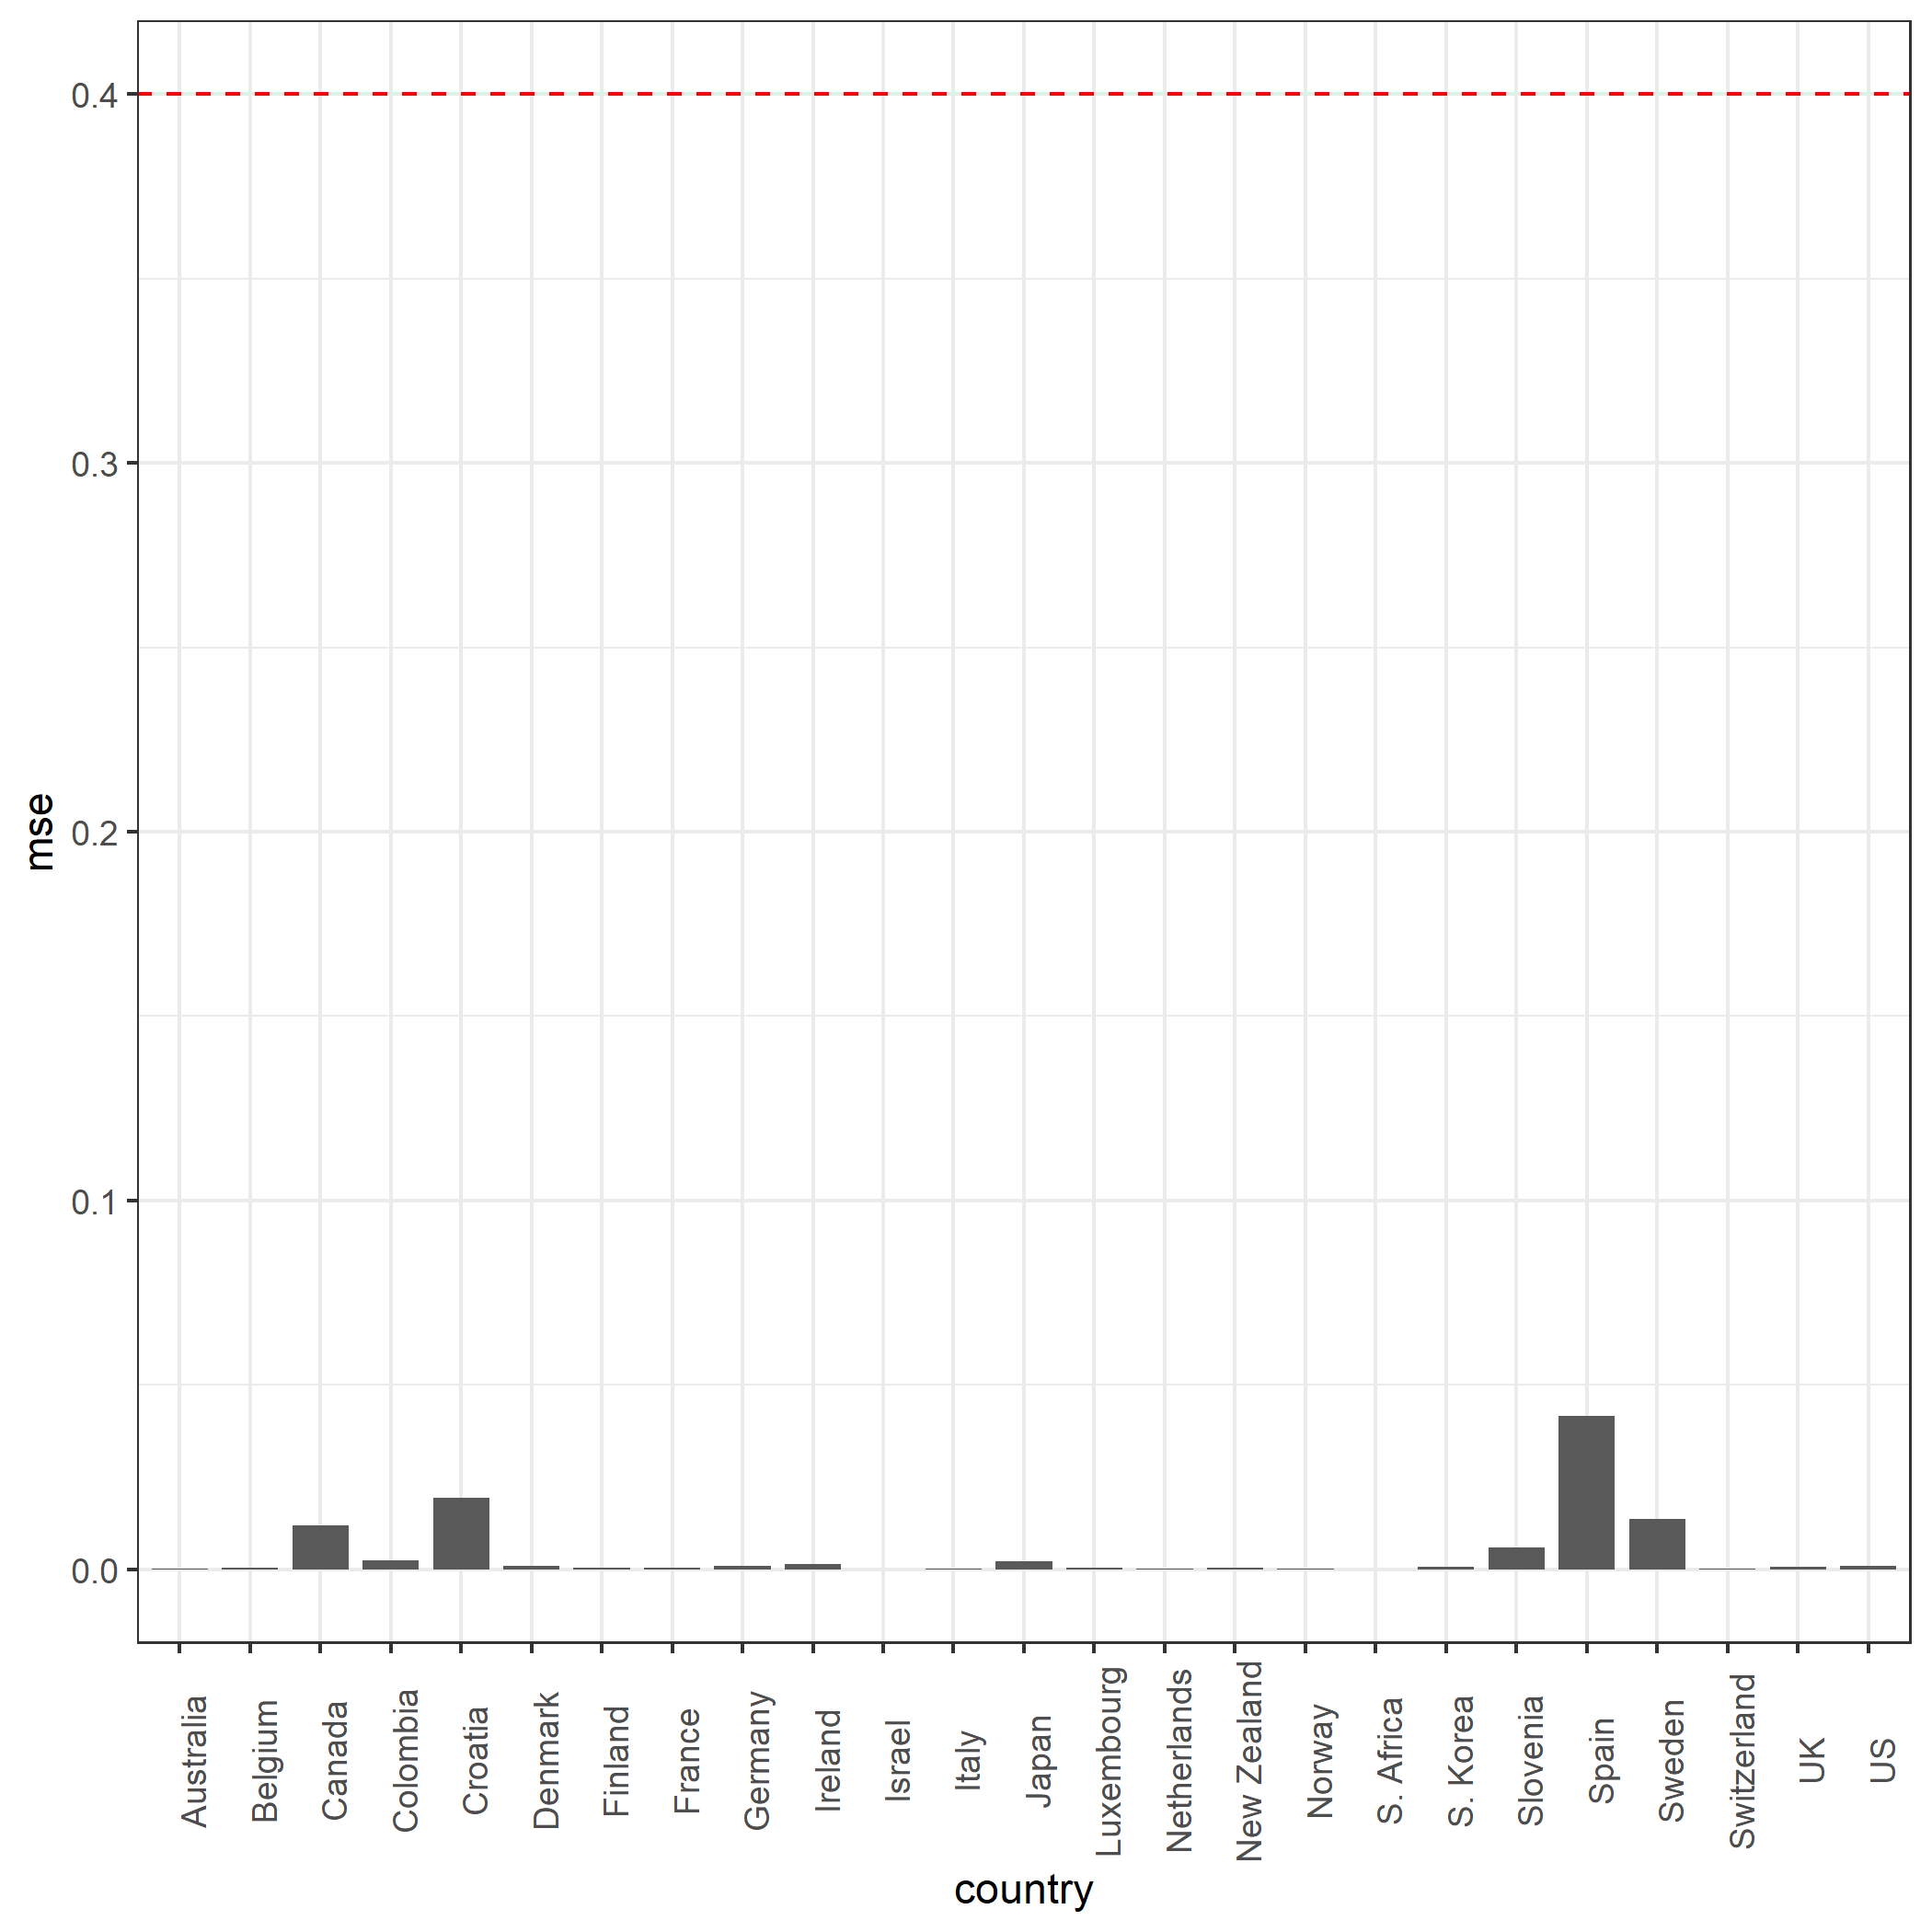 0.4
0.3
0.2
0.1
0.0
mse
Australia
Belgium
Canada
Colombia
Croatia
Denmark
Finland
France
Germany
Ireland
Israel
Italy
Japan
Luxembourg
Netherlands
New Zealand
Norway
S. Africa
S. Korea
Slovenia
Spain
Sweden
Switzerland
UK
US
country